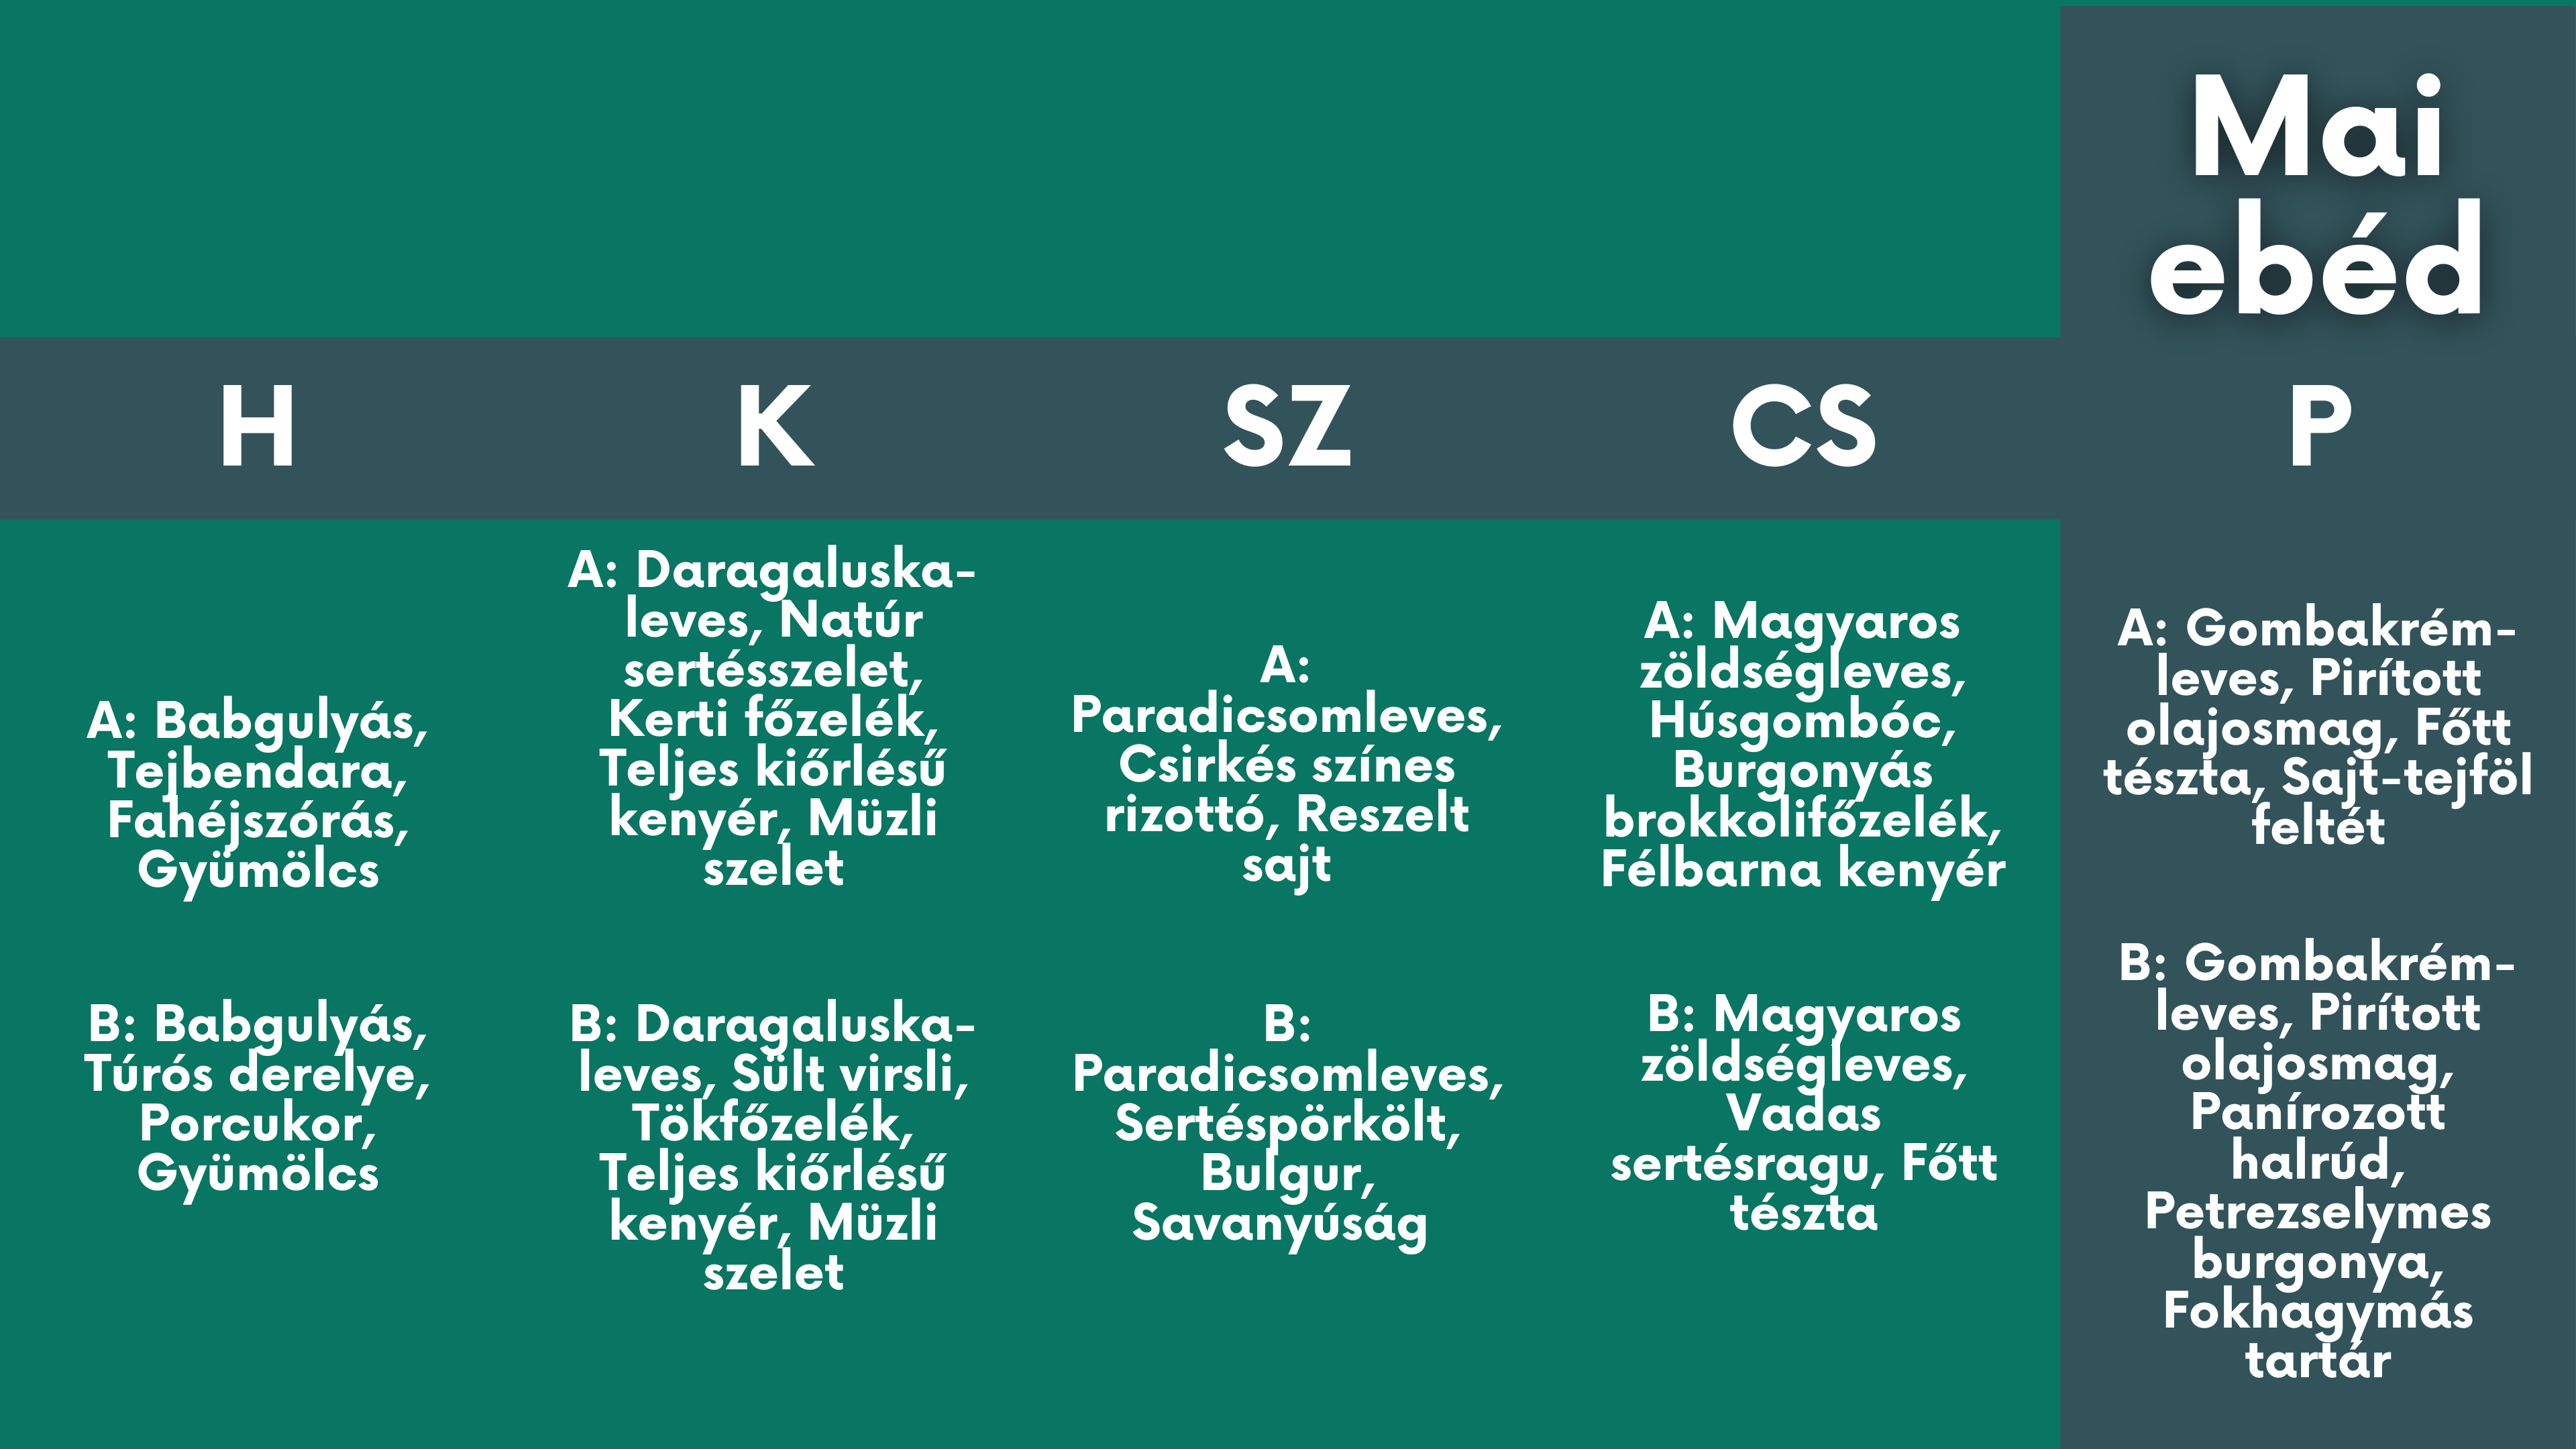 Mai
ebéd
H
K
SZ
CS
P
A: Babgulyás,
Tejbendara,
Fahéjszórás,
Gyümölcs
B: Babgulyás,
Túrós derelye,
Porcukor,
Gyümölcs
A: Daragaluska-
leves, Natúr
sertésszelet,
Kerti főzelék,
Teljes kiőrlésű
kenyér, Müzli
szelet
B: Daragaluska-
leves, Sült virsli,
Tökfőzelék,
Teljes kiőrlésű
kenyér, Müzli
szelet
A:
Paradicsomleves,
Csirkés színes
rizottó, Reszelt
sajt
B:
Paradicsomleves,
Sertéspörkölt,
Bulgur,
Savanyúság
A: Magyaros
zöldségleves,
Húsgombóc,
Burgonyás
brokkolifőzelék,
Félbarna kenyér
B: Magyaros
zöldségleves,
Vadas
sertésragu, Főtt
tészta
A: Gombakrém-
leves, Pirított
olajosmag, Főtt
tészta, Sajt-tejföl
feltét
B: Gombakrém-
leves, Pirított
olajosmag,
Panírozott
halrúd,
Petrezselymes
burgonya,
Fokhagymás
tartár